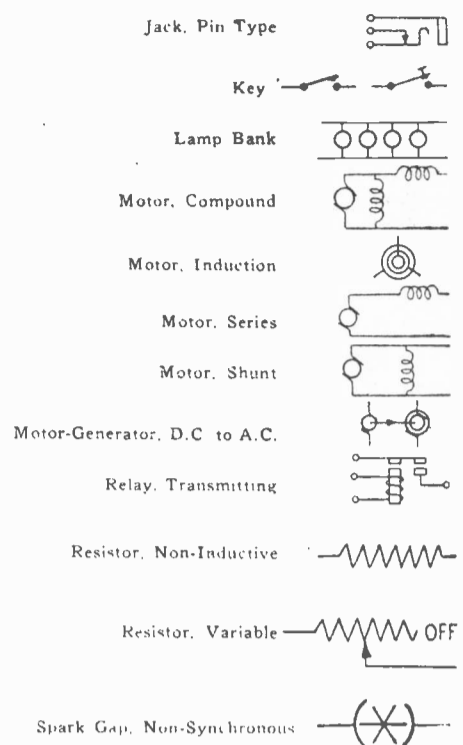 Jack, Pin Type
Key
Lamp Bank
Motor, Compound
Motor, Induction
Motor, Series
Motor, Shunt
Motor-Generator, D.C to A.C.
Relay, Transmitting
Resistor, Non-Inductive
Resistor, Variable OFF
Spark Gap, Non-Synchronous